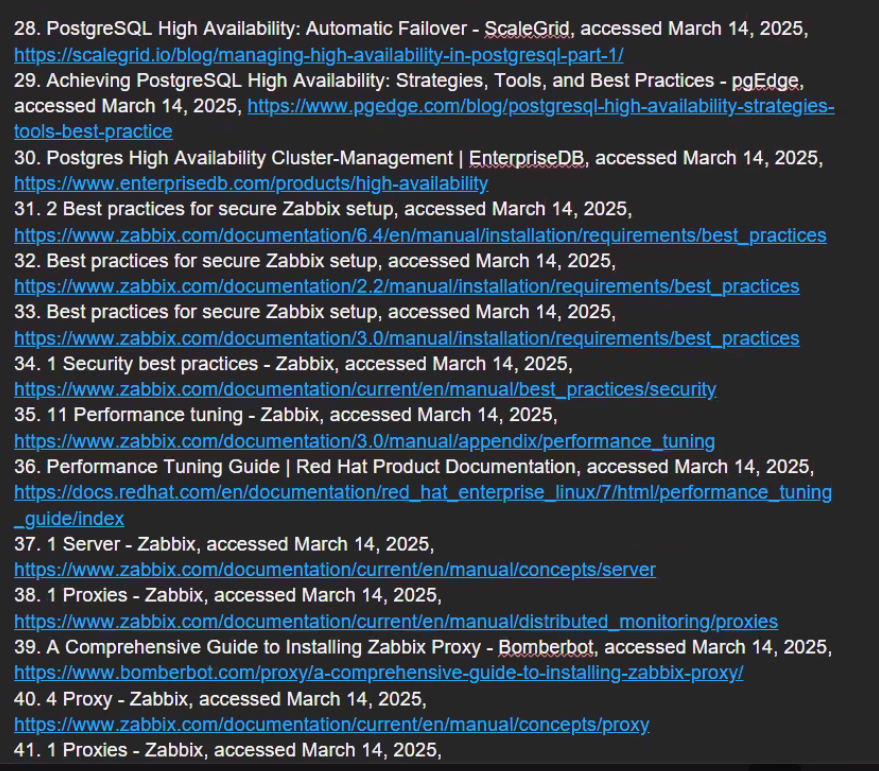 28. PostgreSQL High Availability: Automatic Failover - ScaleGrid, accessed March 14, 2025,
https://scalegrid.io/blog/managing-high-availability-in-postgresql-part-1/
29. Achieving PostgreSQL High Availability: Strategies, Tools, and Best Practices - pgEdge,
accessed March 14, 2025, https://www.pgedge.com/blog/postgresql-high-availability-strategies-
tools-best-practice
30. Postgres High Availability Cluster-Management | EnterpriseDB, accessed March 14, 2025,
https://www.enterprisedb.com/products/high-availability
31. 2 Best practices for secure Zabbix setup, accessed March 14, 2025,
https://www.zabbix.com/documentation/6.4/en/manual/installation/requirements/best_practices
32. Best practices for secure Zabbix setup, accessed March 14, 2025,
https://www.zabbix.com/documentation/2.2/manual/installation/requirements/best_practices
33. Best practices for secure Zabbix setup, accessed March 14, 2025,
https://www.zabbix.com/documentation/3.0/manual/installation/requirements/best_practices
34. 1 Security best practices - Zabbix, accessed March 14, 2025,
https://www.zabbix.com/documentation/current/en/manual/best_practices/security
35. 11 Performance tuning - Zabbix, accessed March 14, 2025,
https://www.zabbix.com/documentation/3.0/manual/appendix/performance_tuning
36. Performance Tuning Guide | Red Hat Product Documentation, accessed March 14, 2025,
https://docs.redhat.com/en/documentation/red_hat_enterprise_linux/7/html/performance_tuning
_guide/index
37. 1 Server - Zabbix, accessed March 14, 2025,
https://www.zabbix.com/documentation/current/en/manual/concepts/server
38. 1 Proxies - Zabbix, accessed March 14, 2025,
https://www.zabbix.com/documentation/current/en/manual/distributed_monitoring/proxies
39. A Comprehensive Guide to Installing Zabbix Proxy - Bomberbot, accessed March 14, 2025,
https://www.bomberbot.com/proxy/a-comprehensive-guide-to-installing-zabbix-proxy/
40. 4 Proxy - Zabbix, accessed March 14, 2025,
https://www.zabbix.com/documentation/current/en/manual/concepts/proxy
41. 1 Proxies - Zabbix, accessed March 14, 2025,